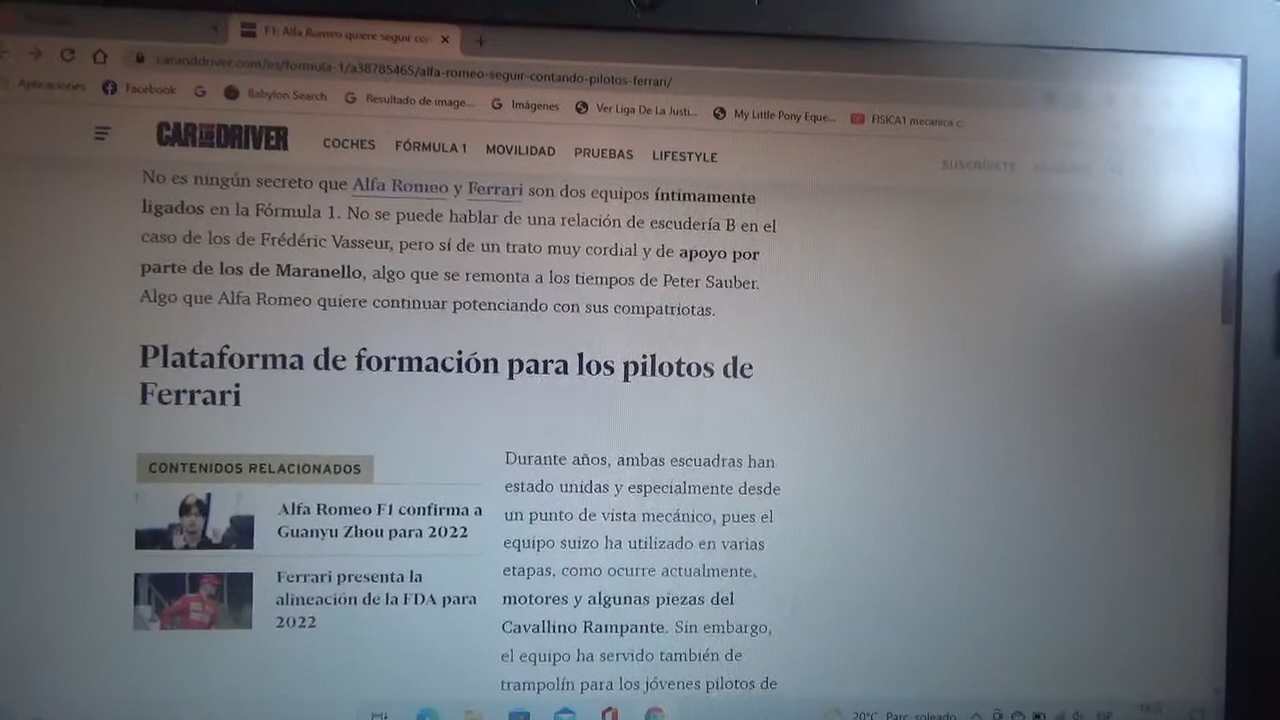 F1: Alfa Romeo quiere seguir con
caranddriver.com/es/formula-1/a38785465/alfa-romeo-seguir-contando-pilotos-ferrari/
Aplicaciones Facebook Babylon Search Resultado de image... Imágenes Ver Liga De La Justi... My Little Pony Eque... FISICA1 mecanica c
CAR AND DRIVER COCHES FÓRMULA 1 MOVILIDAD PRUEBAS LIFESTYLE SUSCRÍBETE
No es ningún secreto que Alfa Romeo y Ferrari son dos equipos íntimamente
ligados en la Fórmula 1. No se puede hablar de una relación de escudería B en el
caso de los de Frédéric Vasseur, pero sí de un trato muy cordial y de apoyo por
parte de los de Maranello, algo que se remonta a los tiempos de Peter Sauber.
Algo que Alfa Romeo quiere continuar potenciando con sus compatriotas.
Plataforma de formación para los pilotos de
Ferrari
CONTENIDOS RELACIONADOS
Alfa Romeo F1 confirma a
Guanyu Zhou para 2022
Ferrari presenta la
alineación de la FDA para
2022
Durante años, ambas escuadras han
estado unidas y especialmente desde
un punto de vista mecánico, pues el
equipo suizo ha utilizado en varias
etapas, como ocurre actualmente,
motores y algunas piezas del
Cavallino Rampante. Sin embargo,
el equipo ha servido también de
trampolín para los jóvenes pilotos de
20°C Parc. soleado